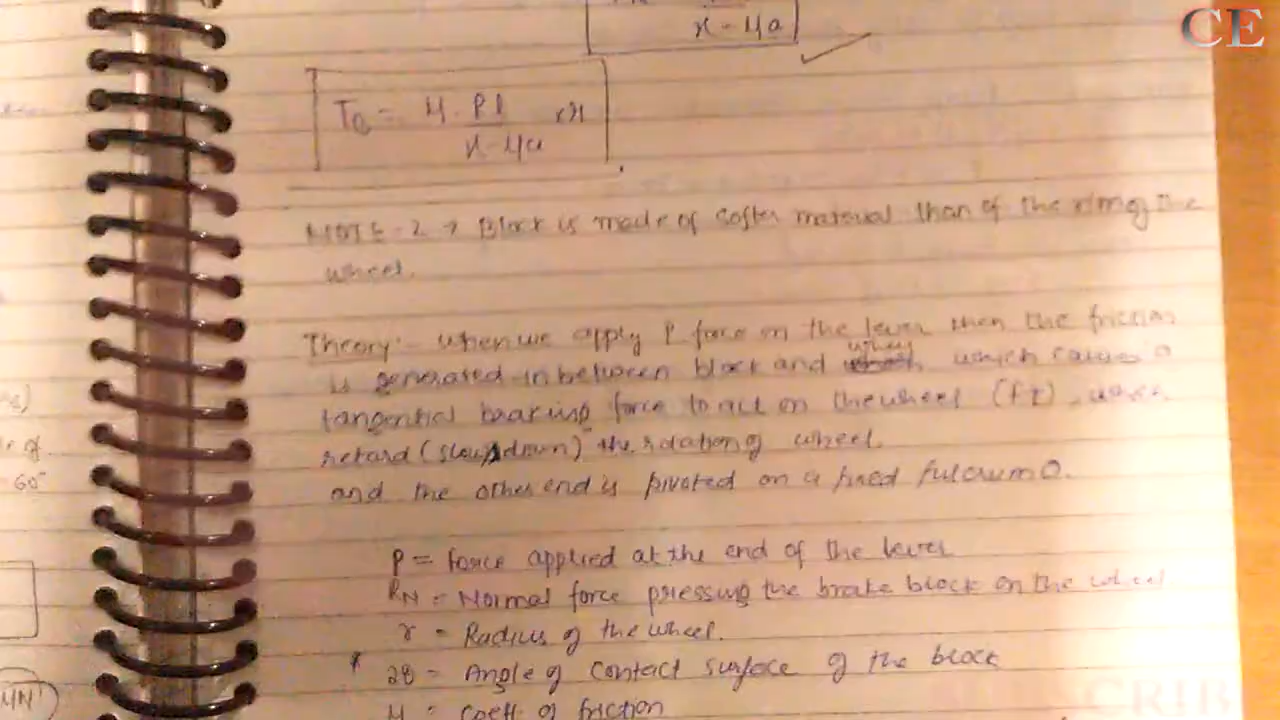 CE
x - μa
T_B = μ. Pl / x - μa × r
NOTE-2 → Block is made of softer material than of the rim of the
wheel.
Theory:- when we apply P force on the lever then the friction
is generated in between block and wheel, which causes a
tangential braking force to act on the wheel (Ft), which
retard (slow down) the rotation of wheel.
and the other end is pivoted on a fixed fulcrum O.
P = force applied at the end of the lever
RN = Normal force pressing the brake block on the wheel
r = Radius of the wheel.
* 2θ = Angle of contact surface of the block
μ = Coeff. of friction
60°
SUBSCRIB